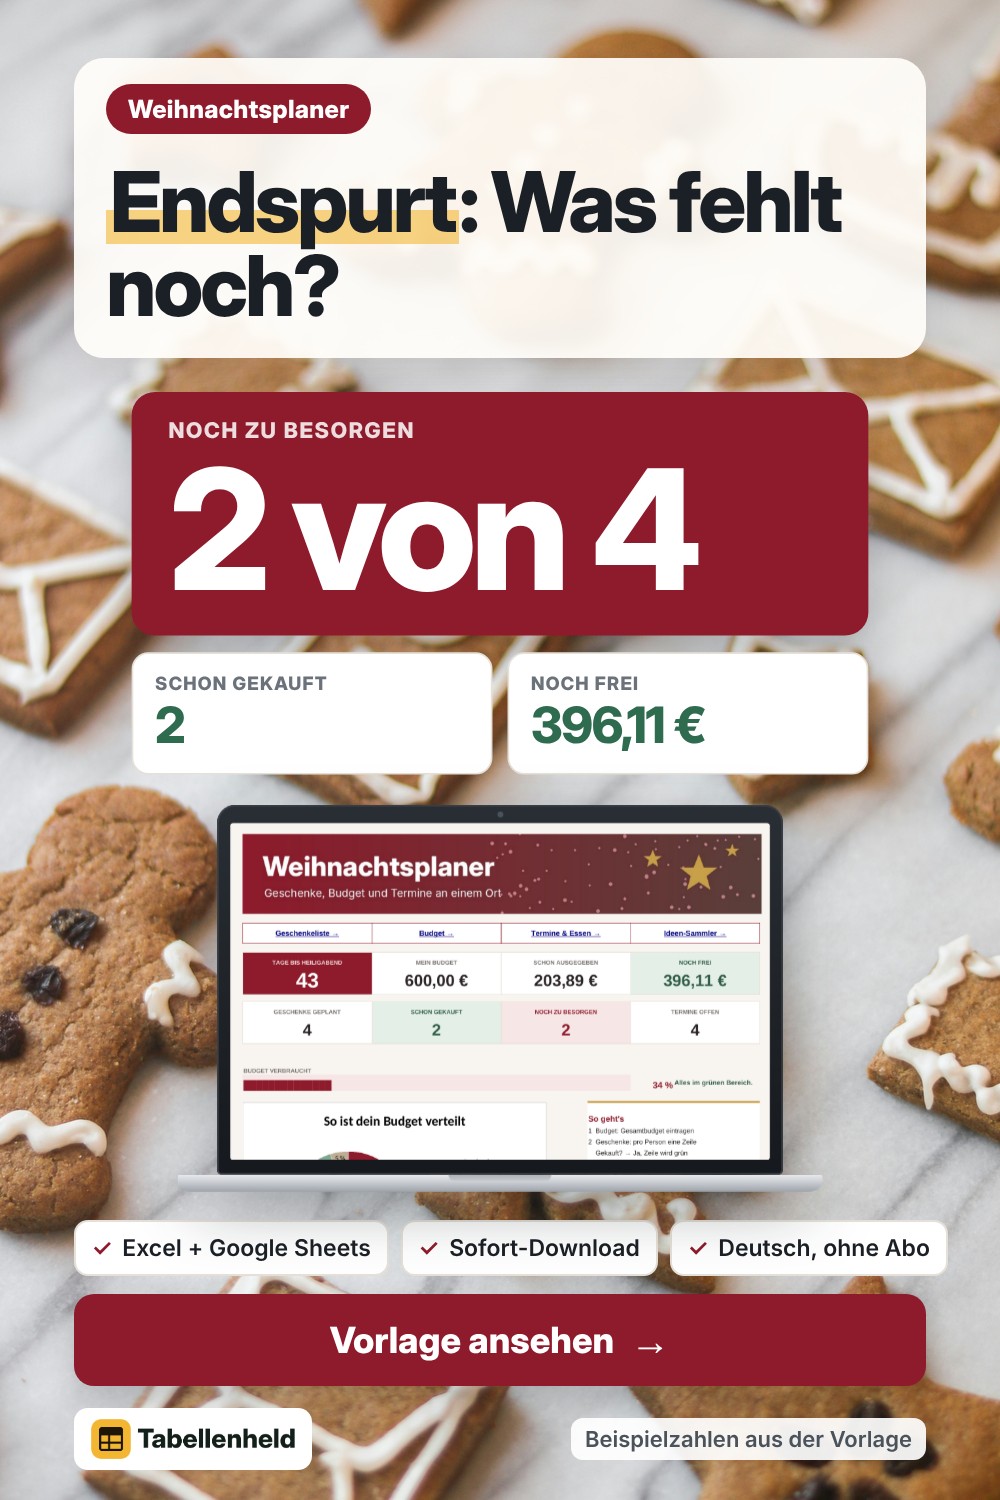 Weihnachtsplaner
Endspurt: Was fehlt
noch?
NOCH ZU BESORGEN
2 von 4
SCHON GEKAUFT
2
NOCH FREI
396,11 €
Weihnachtsplaner
Geschenke, Budget und Termine an einem Ort
Geschenkeliste →
Budget →
Termine & Essen →
Ideen-Sammler →
TAGE BIS HEILIGABEND
43
MEIN BUDGET
600,00 €
SCHON AUSGEGEBEN
203,89 €
NOCH FREI
396,11 €
GESCHENKE GEPLANT
4
SCHON GEKAUFT
2
NOCH ZU BESORGEN
2
TERMINE OFFEN
4
BUDGET VERBRAUCHT
34 % Alles im grünen Bereich.
So ist dein Budget verteilt
5%
So geht's
1 Budget: Gesamtbudget eintragen
2 Geschenke: pro Person eine Zeile
Gekauft? → Ja, Zeile wird grün
✓ Excel + Google Sheets
✓ Sofort-Download
✓ Deutsch, ohne Abo
Vorlage ansehen →
Tabellenheld
Beispielzahlen aus der Vorlage